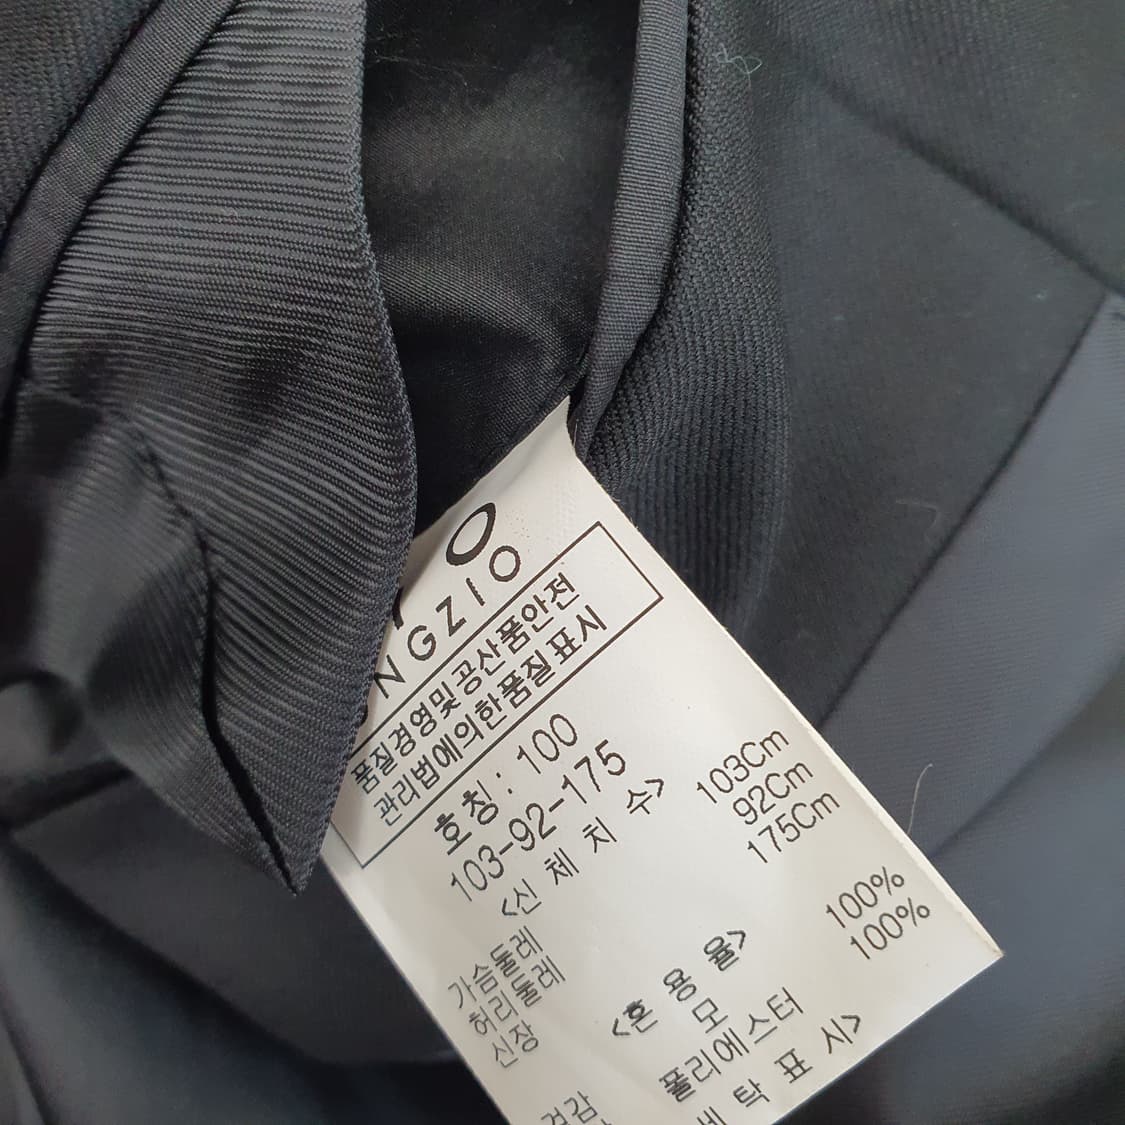 NGZIO
품질경영및공산품안전
관리법에의한품질표시
호칭: 100
103-92-175
<신 체 치 수>
가슴둘레 103Cm
허리둘레 92Cm
신장 175Cm
<혼 용 율>
모 100%
폴리에스터 100%
탁 표 시>